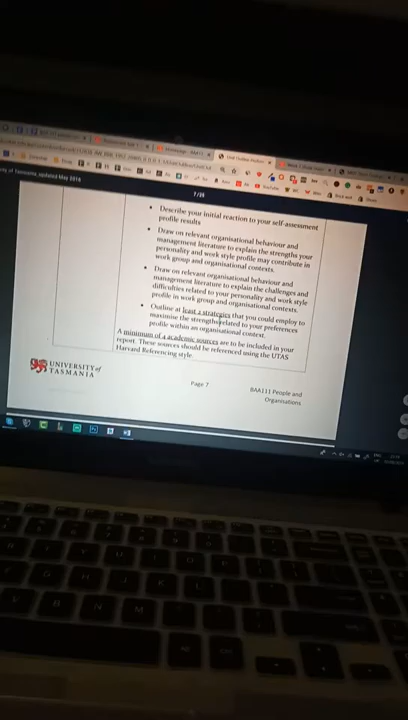 7 / 28
Describe your initial reaction to your self-assessment
profile results
Draw on relevant organisational behaviour and
management literature to explain the strengths your
personality and work style profile may contribute in
work group and organisational contexts.
Draw on relevant organisational behaviour and
management literature to explain the challenges and
difficulties related to your personality and work style
profile in work group and organisational contexts.
Outline at least 2 strategies that you could employ to
maximise the strengths related to your preferences
profile within an organisational context.
A minimum of 4 academic sources are to be included in your
report. These sources should be referenced using the UTAS
Harvard Referencing style.
UNIVERSITY of
TASMANIA
Page 7
BAA111 People and
Organisations